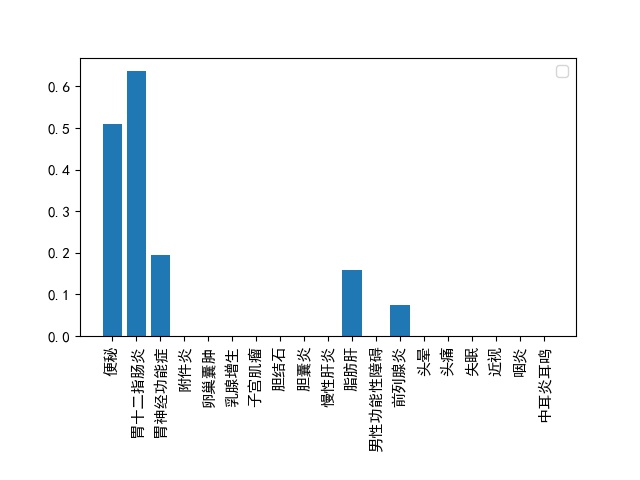 0.6
0.5
0.4
0.3
0.2
0.1
0.0
便秘
胃十二指肠炎
胃神经功能症
附件炎
卵巢囊肿
乳腺增生
子宫肌瘤
胆结石
胆囊炎
慢性肝炎
脂肪肝
男性功能性障碍
前列腺炎
头晕
头痛
失眠
近视
咽炎
中耳炎耳鸣